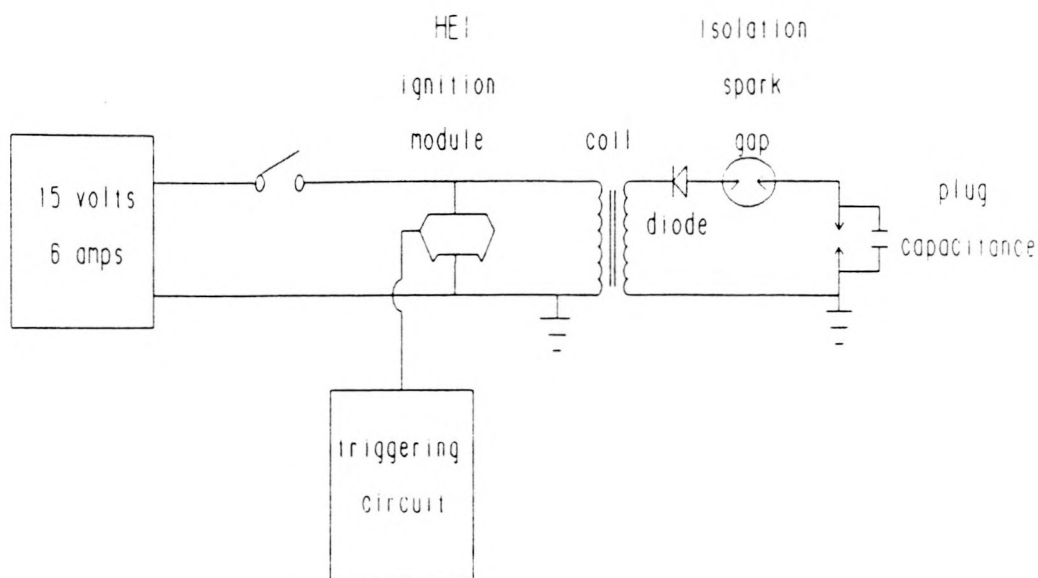 HEI
ignition
module
Isolation
spark
gap
coil
diode
plug
capacitance
15 volts
6 amps
triggering
circuit